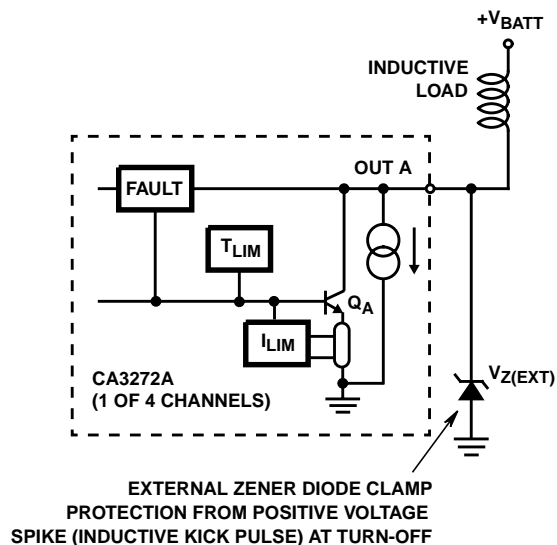 +VBATT
INDUCTIVE
LOAD
OUT A
FAULT
TLIM
QA
ILIM
CA3272A
(1 OF 4 CHANNELS)
VZ(EXT)
EXTERNAL ZENER DIODE CLAMP
PROTECTION FROM POSITIVE VOLTAGE
SPIKE (INDUCTIVE KICK PULSE) AT TURN-OFF